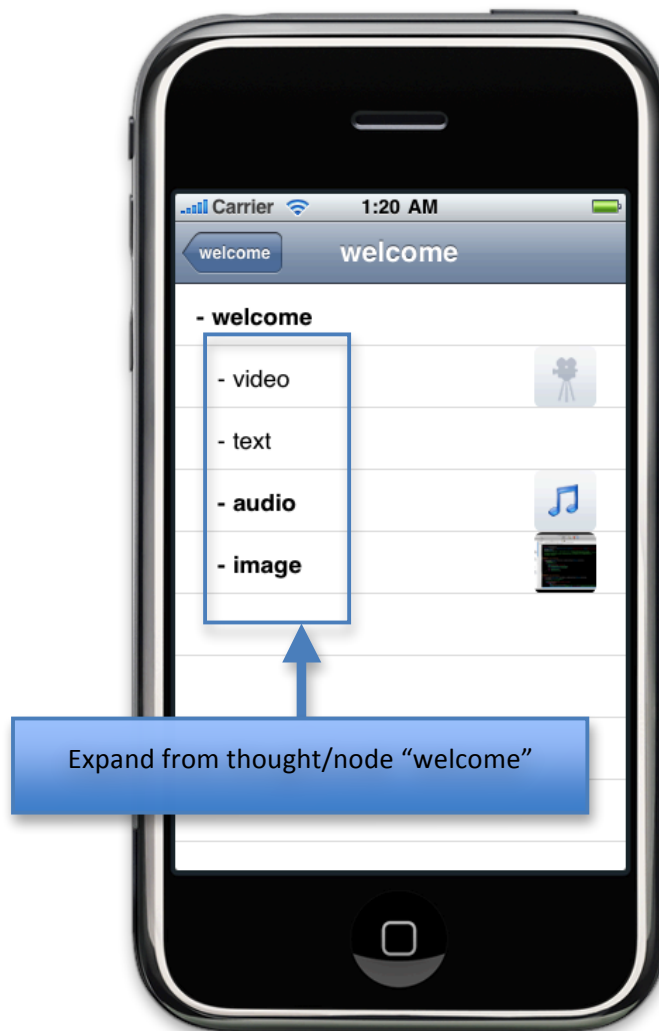 Carrier 1:20 AM
welcome welcome
- welcome
- video
- text
- audio
- image
Expand from thought/node “welcome”